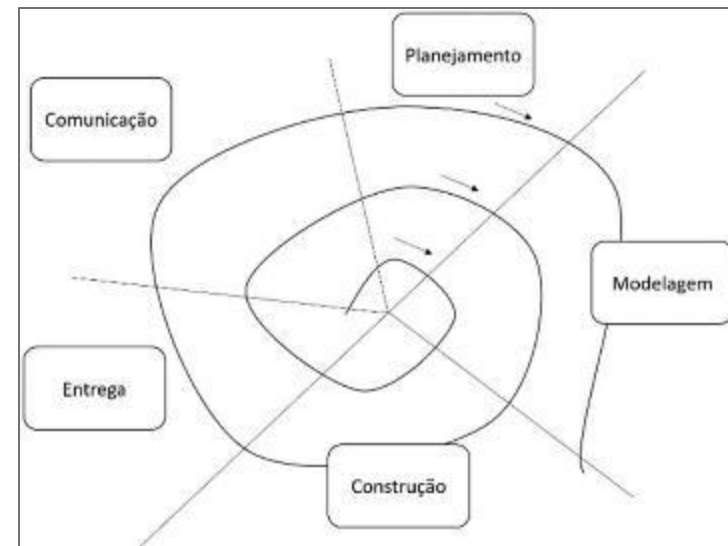 Planejamento
Comunicação
Modelagem
Entrega
Construção